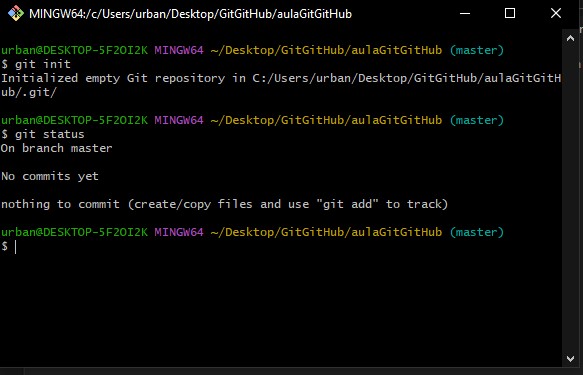 MINGW64:/c/Users/urban/Desktop/GitGitHub/aulaGitGitHub
urban@DESKTOP-5F2OI2K MINGW64 ~/Desktop/GitGitHub/aulaGitGitHub (master)
$ git init
Initialized empty Git repository in C:/Users/urban/Desktop/GitGitHub/aulaGitGitH
ub/.git/
urban@DESKTOP-5F2OI2K MINGW64 ~/Desktop/GitGitHub/aulaGitGitHub (master)
$ git status
On branch master
No commits yet
nothing to commit (create/copy files and use "git add" to track)
urban@DESKTOP-5F2OI2K MINGW64 ~/Desktop/GitGitHub/aulaGitGitHub (master)
$